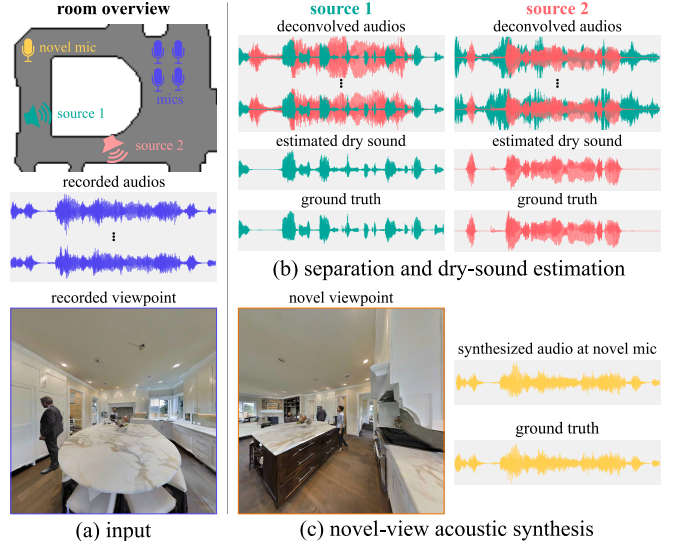 room overview
novel mic
mics
source 1
source 2
recorded audios
recorded viewpoint
(a) input
source 1
deconvolved audios
estimated dry sound
ground truth
source 2
deconvolved audios
estimated dry sound
ground truth
(b) separation and dry-sound estimation
novel viewpoint
synthesized audio at novel mic
ground truth
(c) novel-view acoustic synthesis